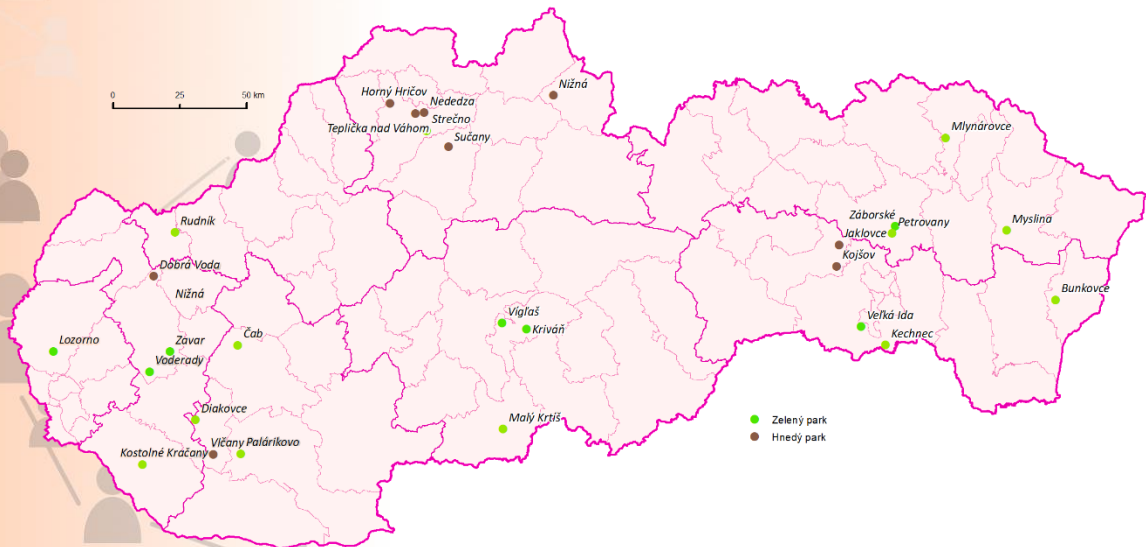 Nižná
Horný Hričov
Nededza
0 25 50 km
Strečno
Teplička nad Váhom
Sučany
Mlynárovce
Rudník
Záborské
Petrovany
Myslina
Jaklovce
Kojšov
Dobrá Voda
Nižná
Bunkovce
Vígľaš
Kriváň
Veľká Ida
Kechnec
Lozorno
Závar
Čab
Voderady
Diakovce
Malý Krtíš
Zelený park
Hnedý park
Vlčany Palárikovo
Kostolné Kračany